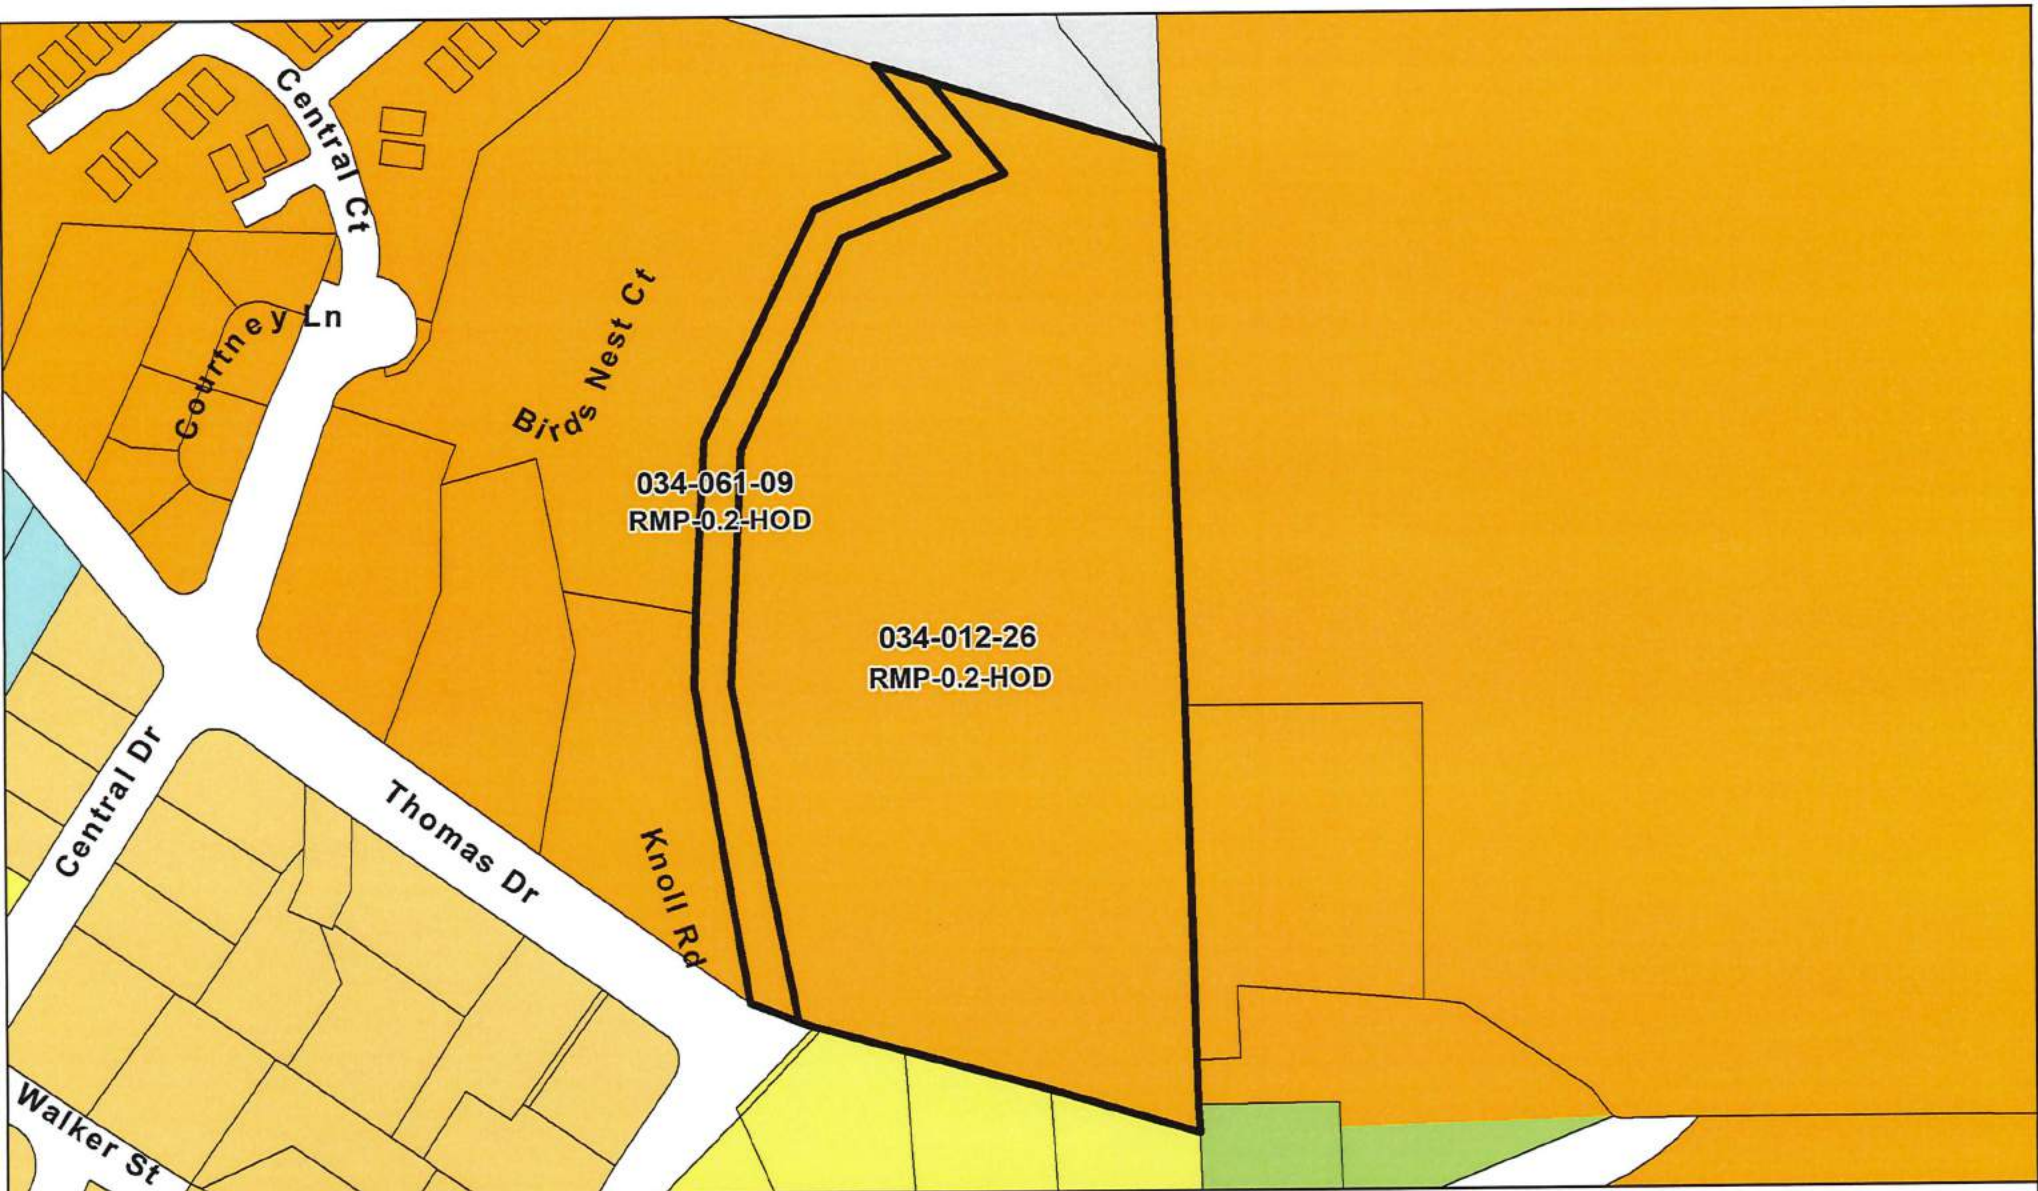 Central Ct
Courtney Ln
Birds Nest Ct
034-061-09
RMP-0.2-HOD
034-012-26
RMP-0.2-HOD
Central Dr
Thomas Dr
Knoll Rd
Walker St